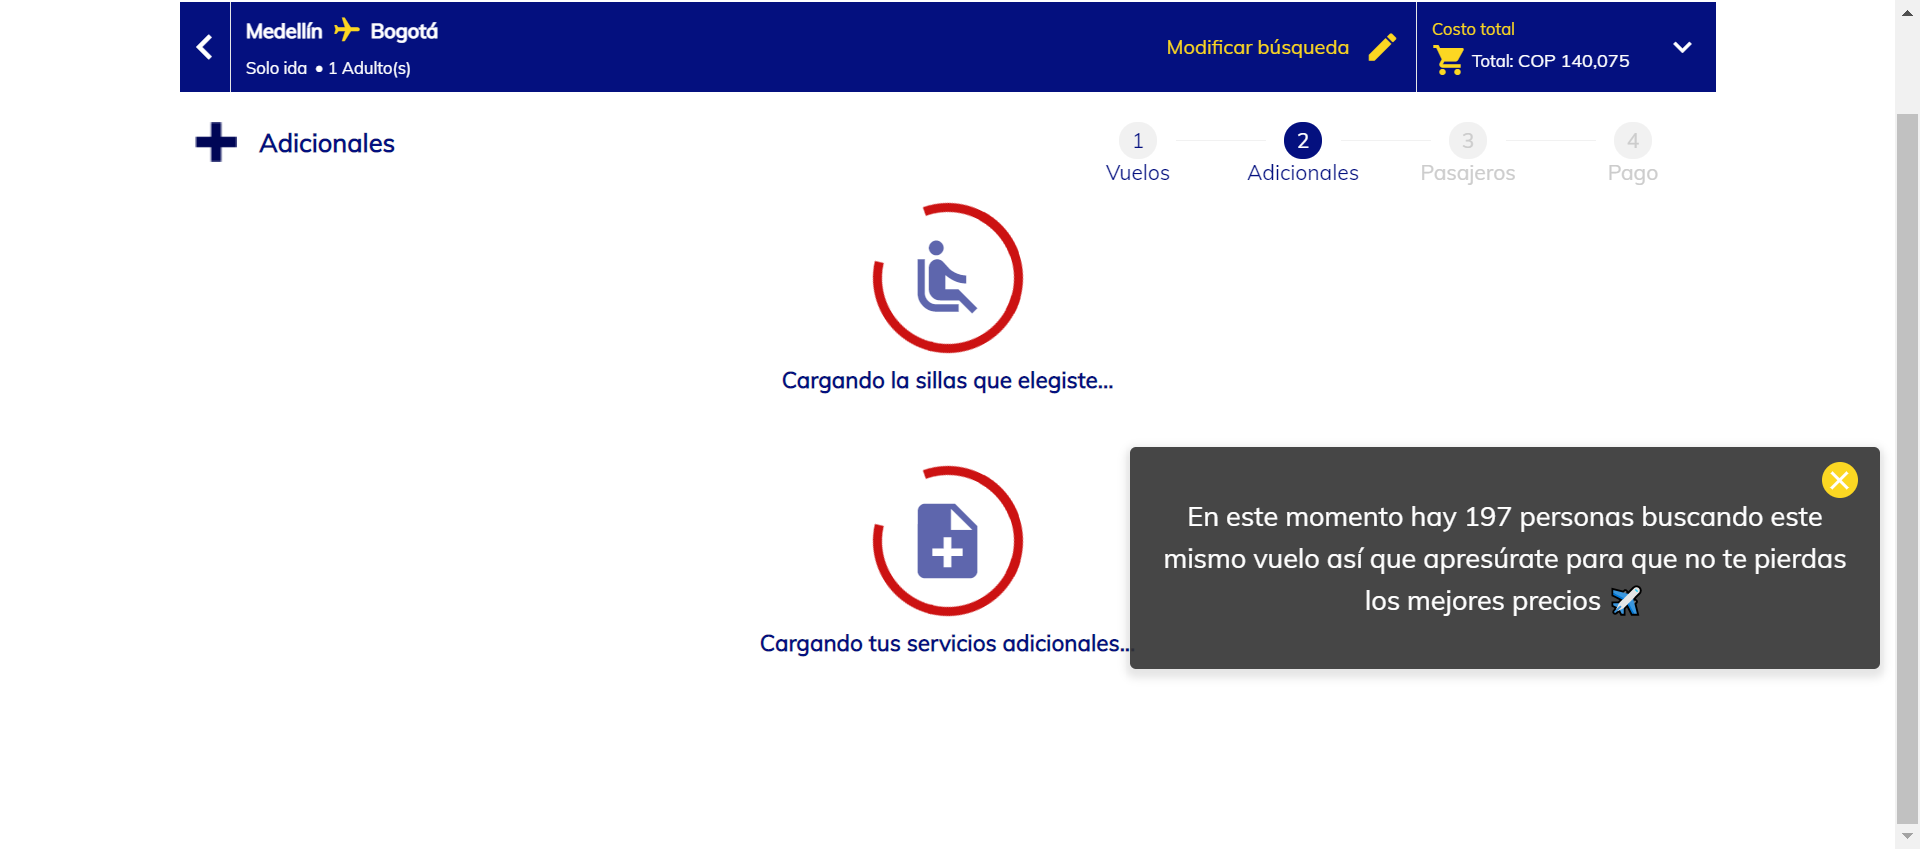 Medellín Bogotá
Solo ida • 1 Adulto(s)
Modificar búsqueda
Costo total
Total: COP 140,075
Adicionales
1 2 3 4
Vuelos Adicionales Pasajeros Pago
Cargando la sillas que elegiste...
En este momento hay 197 personas buscando este
mismo vuelo así que apresúrate para que no te pierdas
los mejores precios ✈️
Cargando tus servicios adicionales...